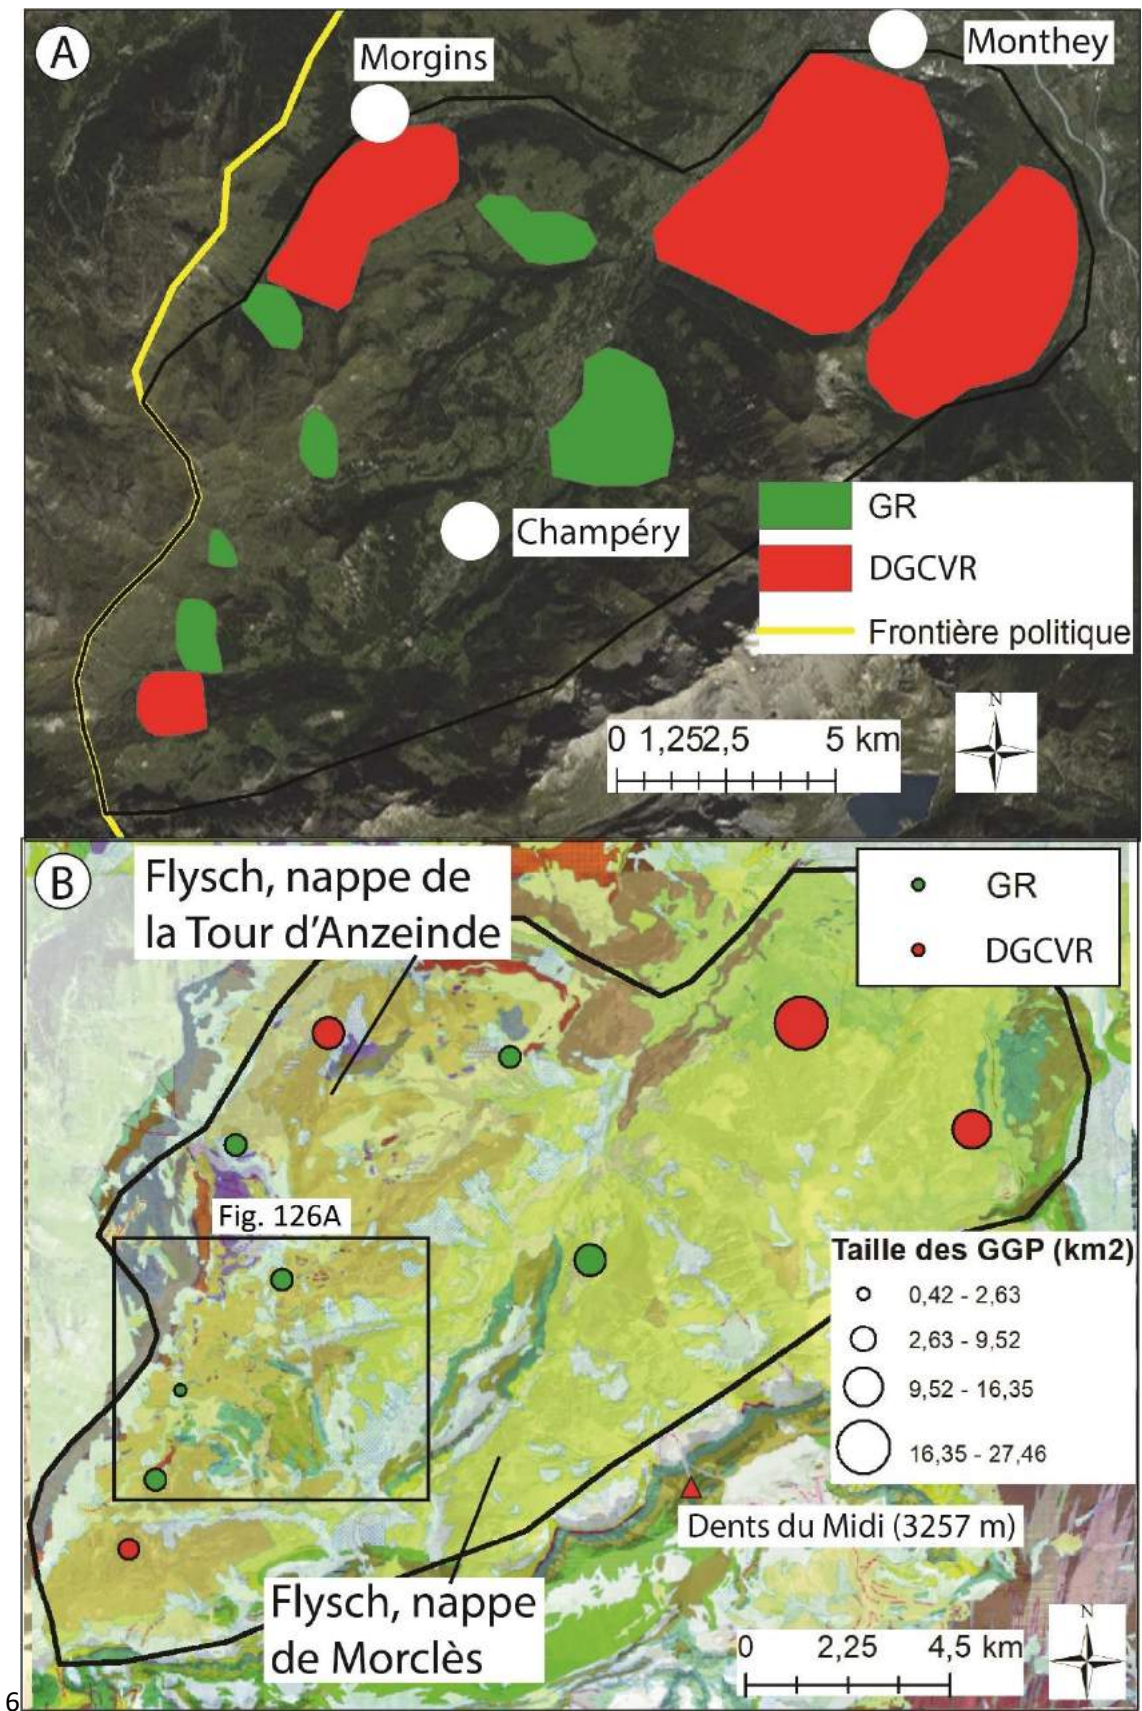 A
Morgins
Monthey
Champéry
GR
DGCVR
Frontière politique
N
0 1,252,5 5 km
B
Flysch, nappe de
la Tour d'Anzeinde
GR
DGCVR
Fig. 126A
Taille des GGP (km2)
0,42 - 2,63
2,63 - 9,52
9,52 - 16,35
16,35 - 27,46
Dents du Midi (3257 m)
Flysch, nappe
de Morclès
N
0 2,25 4,5 km
6